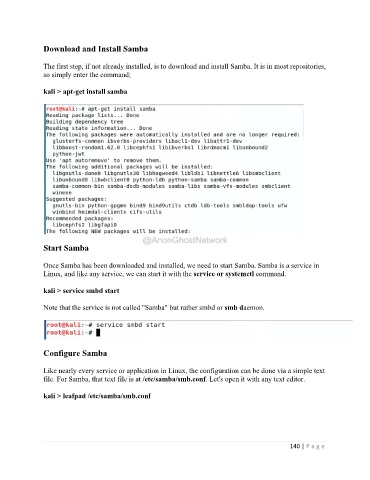 Download and Install Samba
The first step, if not already installed, is to download and install Samba. It is in most repositories,
so simply enter the command;
kali > apt-get install samba
root@kali:~# apt-get install samba
Reading package lists... Done
Building dependency tree
Reading state information... Done
The following packages were automatically installed and are no longer required:
glusterfs-common ibverbs-providers libacl1-dev libattr1-dev
libboost-random1.62.0 libcephfs1 libibverbs1 librdmacm1 libunbound2
python-jwt
Use 'apt autoremove' to remove them.
The following additional packages will be installed:
libgnutls-dane0 libgnutls30 libhogweed4 libldb1 libnettle6 libsmbclient
libunbound8 libwbclient0 python-ldb python-samba samba-common
samba-common-bin samba-dsdb-modules samba-libs samba-vfs-modules smbclient
winexe
Suggested packages:
gnutls-bin python-gpgme bind9 bind9utils ctdb ldb-tools smbldap-tools ufw
winbind heimdal-clients cifs-utils
Recommended packages:
libcephfs2 libgfapi0
The following NEW packages will be installed:
@AnonGhostNetwork
Start Samba
Once Samba has been downloaded and installed, we need to start Samba. Samba is a service in
Linux, and like any service, we can start it with the service or systemctl command.
kali > service smbd start
Note that the service is not called "Samba" but rather smbd or smb daemon.
root@kali:~# service smbd start
root@kali:~#
Configure Samba
Like nearly every service or application in Linux, the configuration can be done via a simple text
file. For Samba, that text file is at /etc/samba/smb.conf. Let's open it with any text editor.
kali > leafpad /etc/samba/smb.conf
140 | Page